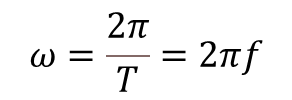 ω = 2π/T = 2πf